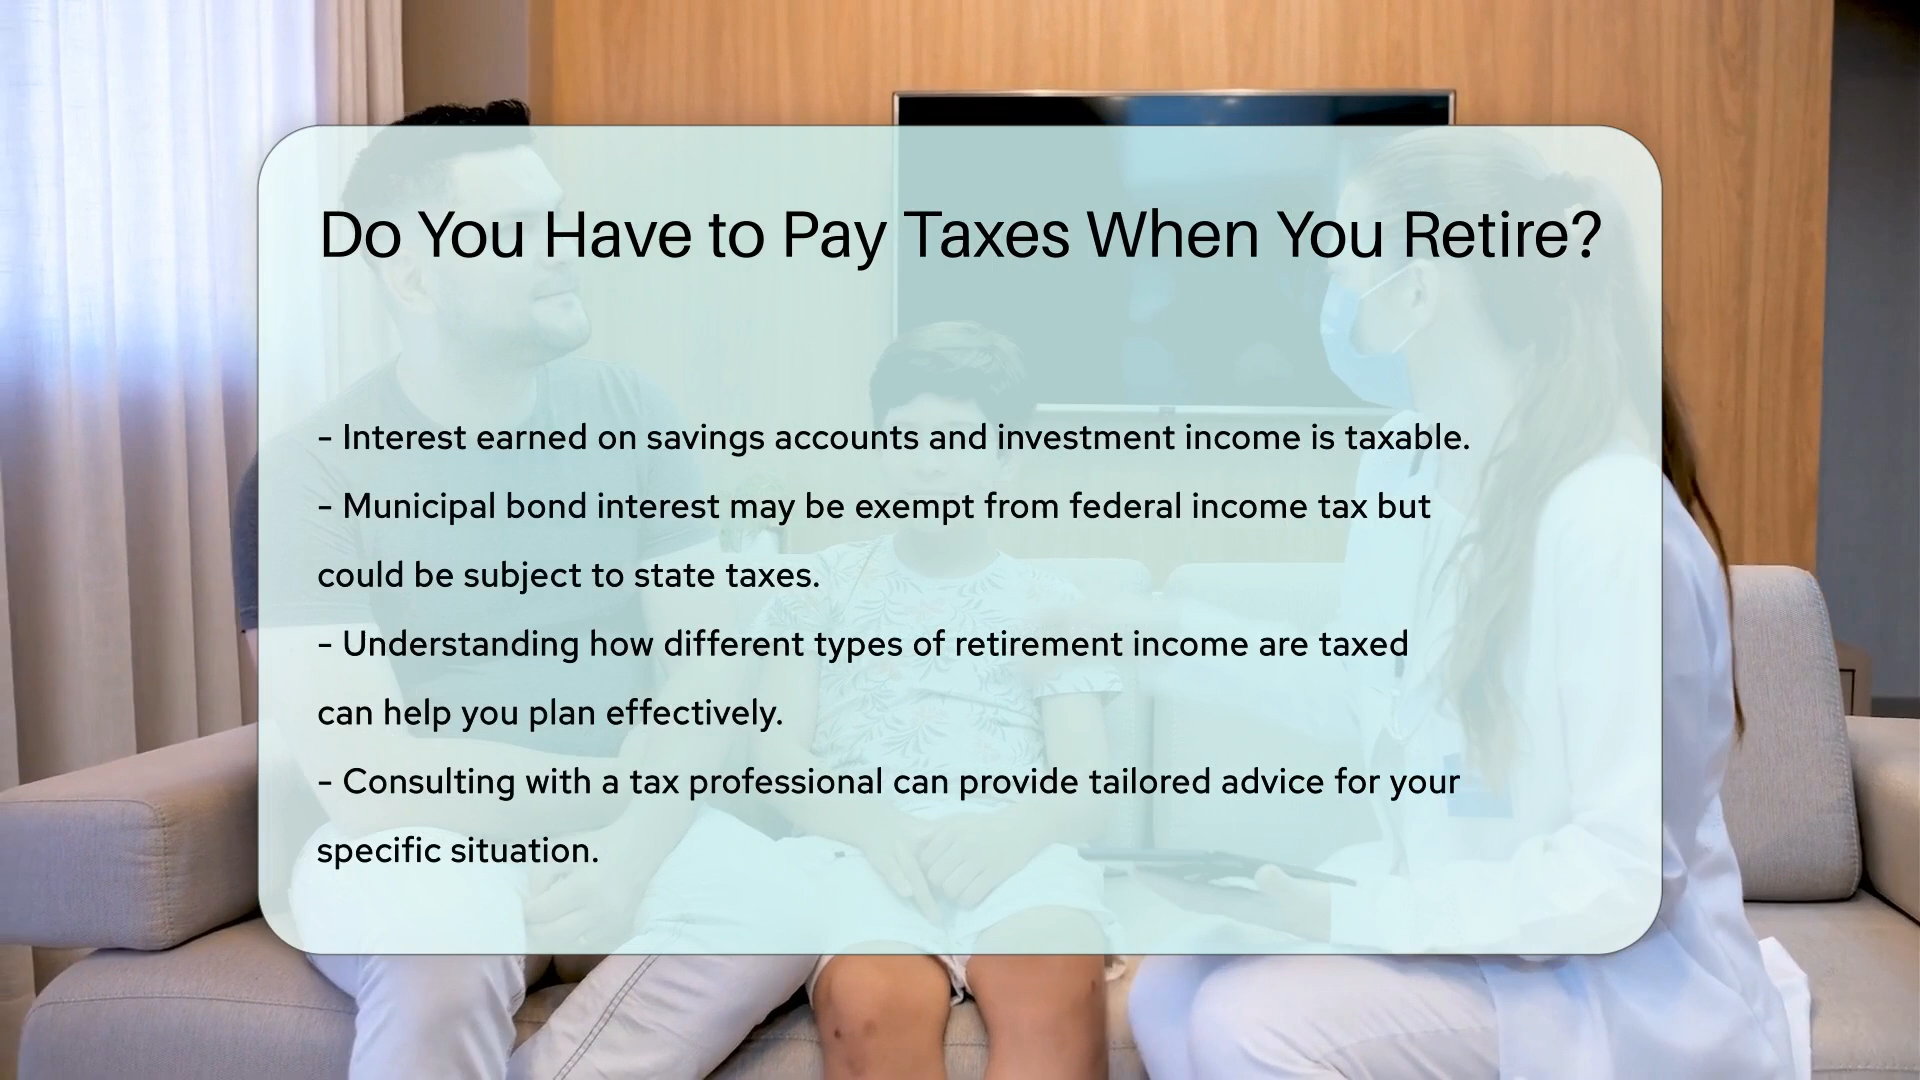 Do You Have to Pay Taxes When You Retire?
- Interest earned on savings accounts and investment income is taxable.
- Municipal bond interest may be exempt from federal income tax but
could be subject to state taxes.
- Understanding how different types of retirement income are taxed
can help you plan effectively.
- Consulting with a tax professional can provide tailored advice for your
specific situation.